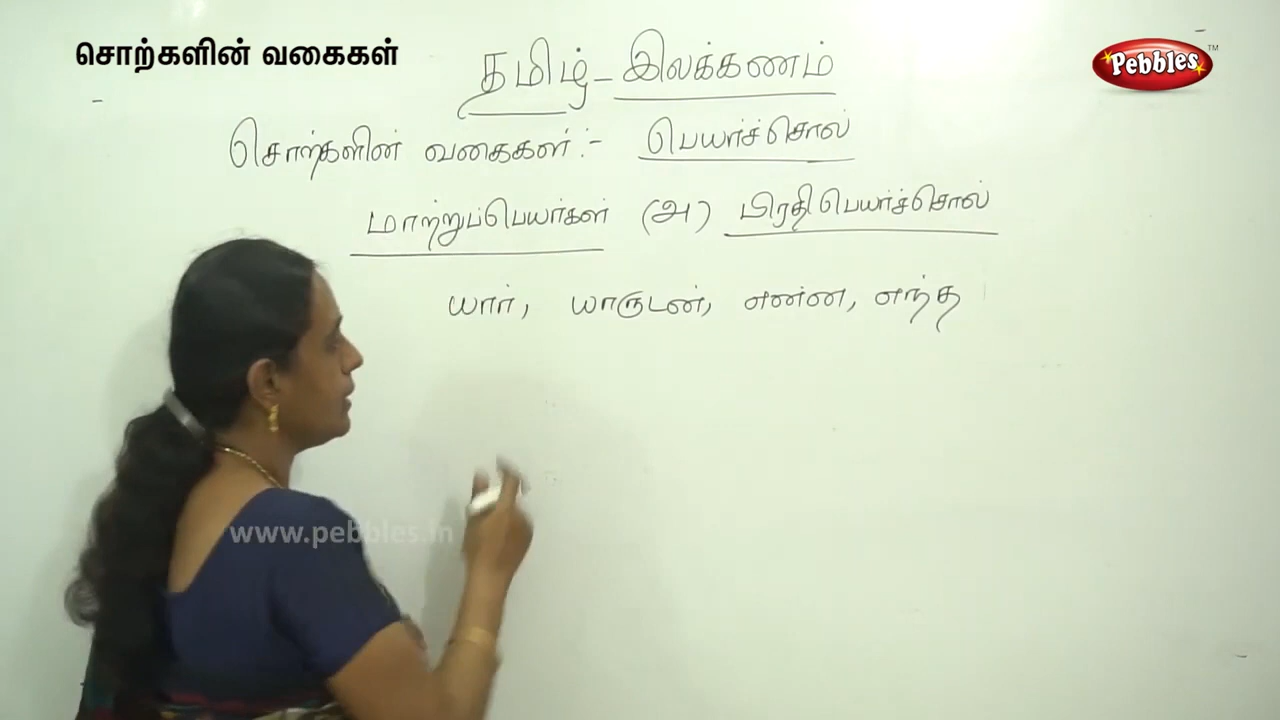 சொற்களின் வகைகள்
தமிழ் - இலக்கணம்
Pebbles TM
சொற்களின் வகைகள் :- பெயர்ச்சொல்
மாற்றுப்பெயர்கள் (அ) பிரதிபெயர்ச்சொல்
யார், யாருடன், என்ன, எந்த
www.pebbles.in